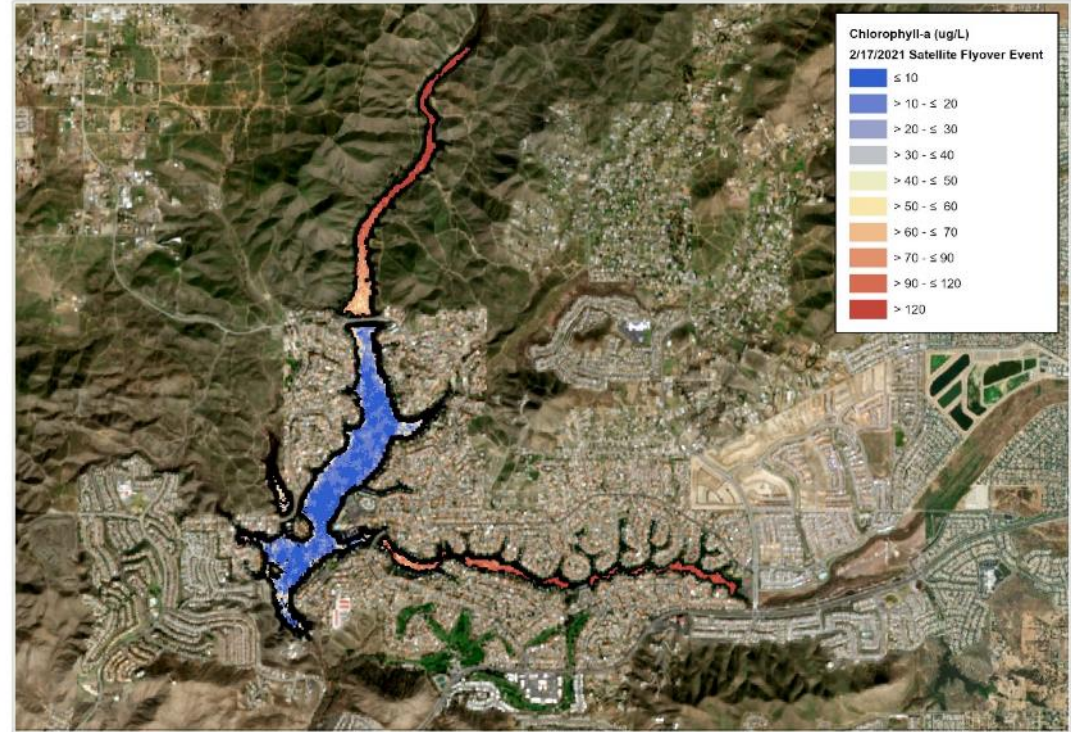 Chlorophyll-a (ug/L)
2/17/2021 Satellite Flyover Event
≤ 10
> 10 - ≤ 20
> 20 - ≤ 30
> 30 - ≤ 40
> 40 - ≤ 50
> 50 - ≤ 60
> 60 - ≤ 70
> 70 - ≤ 90
> 90 - ≤ 120
> 120